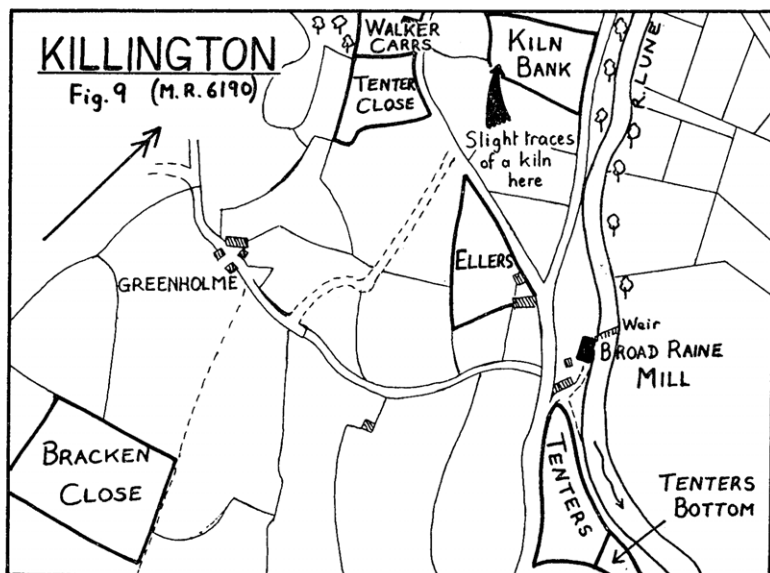 KILLINGTON
Fig. 9 (M.R. 6190)
WALKER
CARRS
TENTER
CLOSE
KILN
BANK
R. LUNE
Slight traces
of a kiln
here
ELLERS
GREENHOLME
Weir
BROAD RAINE
MILL
BRACKEN
CLOSE
TENTERS
TENTERS
BOTTOM